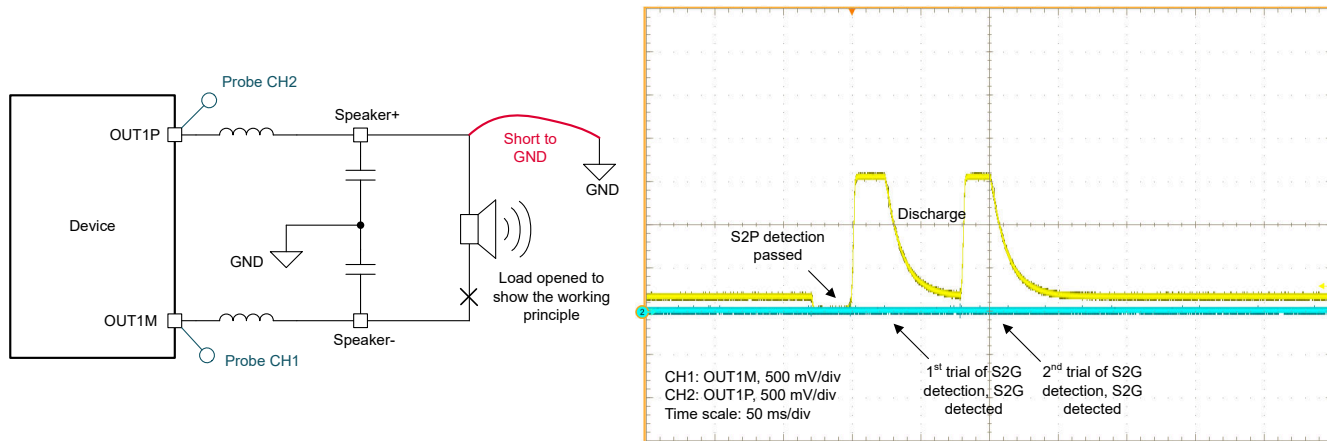 Probe CH2
OUT1P
Speaker+
Short to
GND
GND
Device
GND
Load opened to
show the working
principle
OUT1M
Speaker-
Probe CH1
Discharge
S2P detection
passed
2
1st trial of S2G
detection, S2G
detected
2nd trial of S2G
detection, S2G
detected
CH1: OUT1M, 500 mV/div
CH2: OUT1P, 500 mV/div
Time scale: 50 ms/div